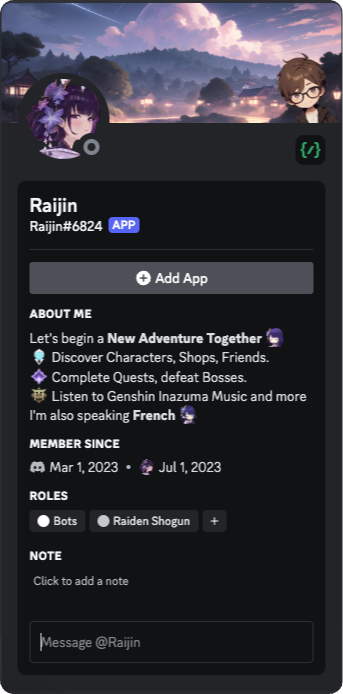 {/}
Raijin
Raijin#6824 APP
Add App
ABOUT ME
Let's begin a New Adventure Together
Discover Characters, Shops, Friends.
Complete Quests, defeat Bosses.
Listen to Genshin Inazuma Music and more
I'm also speaking French
MEMBER SINCE
Mar 1, 2023 • Jul 1, 2023
ROLES
Bots Raiden Shogun +
NOTE
Click to add a note
Message @Raijin